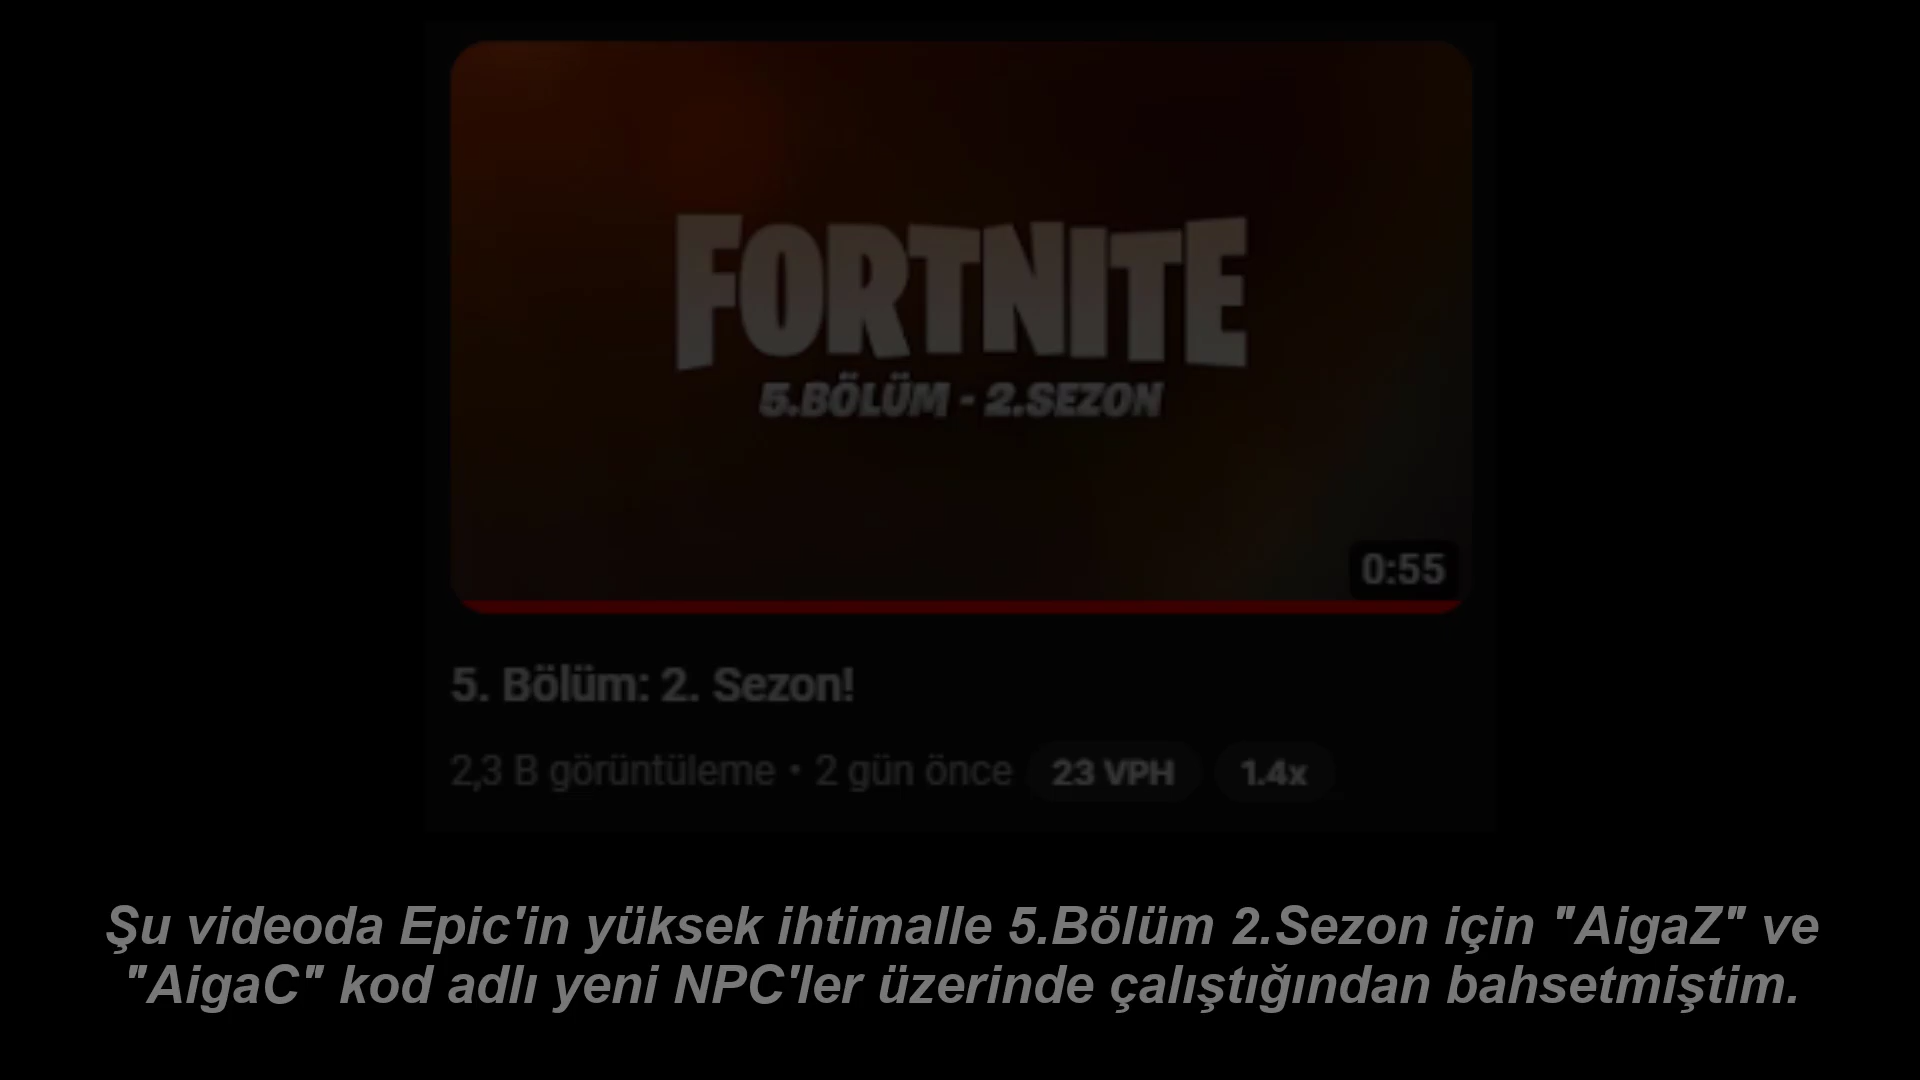 FORTNITE
5.BÖLÜM - 2.SEZON
0:55
5. Bölüm: 2. Sezon!
2,3 B görüntüleme • 2 gün önce 23 VPH 1.4x
Şu videoda Epic'in yüksek ihtimalle 5.Bölüm 2.Sezon için "AigaZ" ve
"AigaC" kod adlı yeni NPC'ler üzerinde çalıştığından bahsetmiştim.